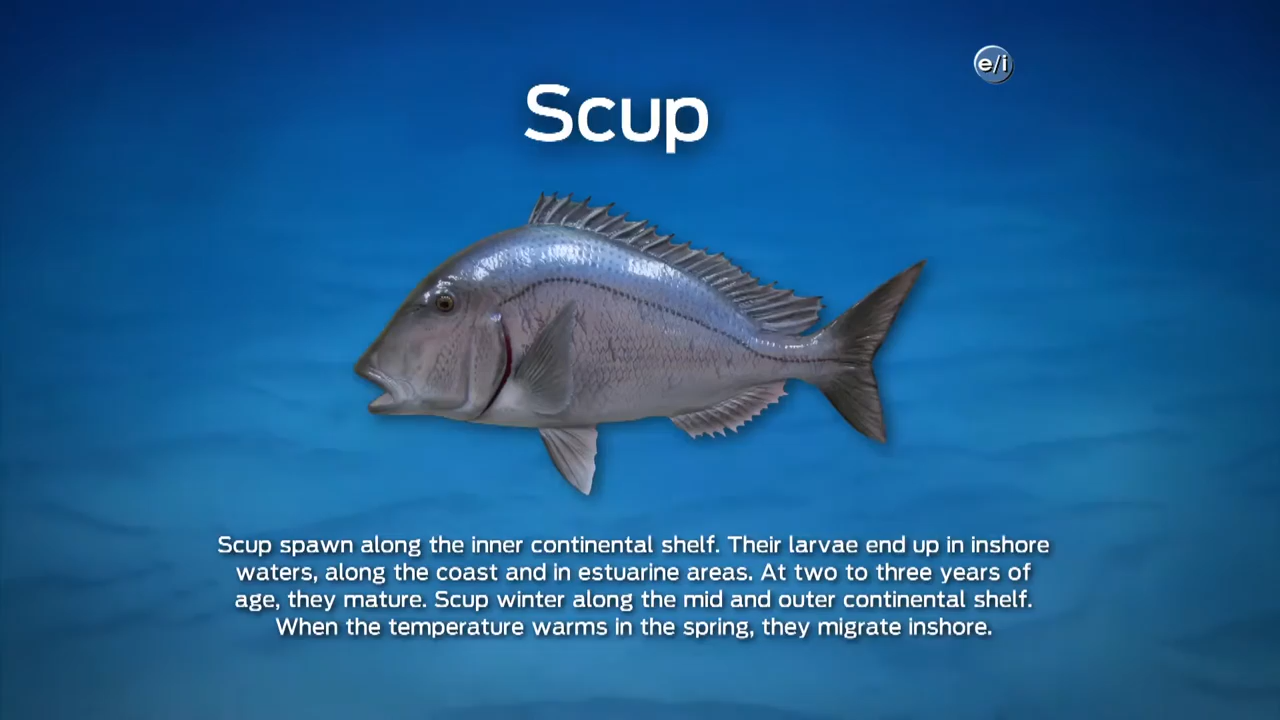 e/i
Scup
Scup spawn along the inner continental shelf. Their larvae end up in inshore
waters, along the coast and in estuarine areas. At two to three years of
age, they mature. Scup winter along the mid and outer continental shelf.
When the temperature warms in the spring, they migrate inshore.